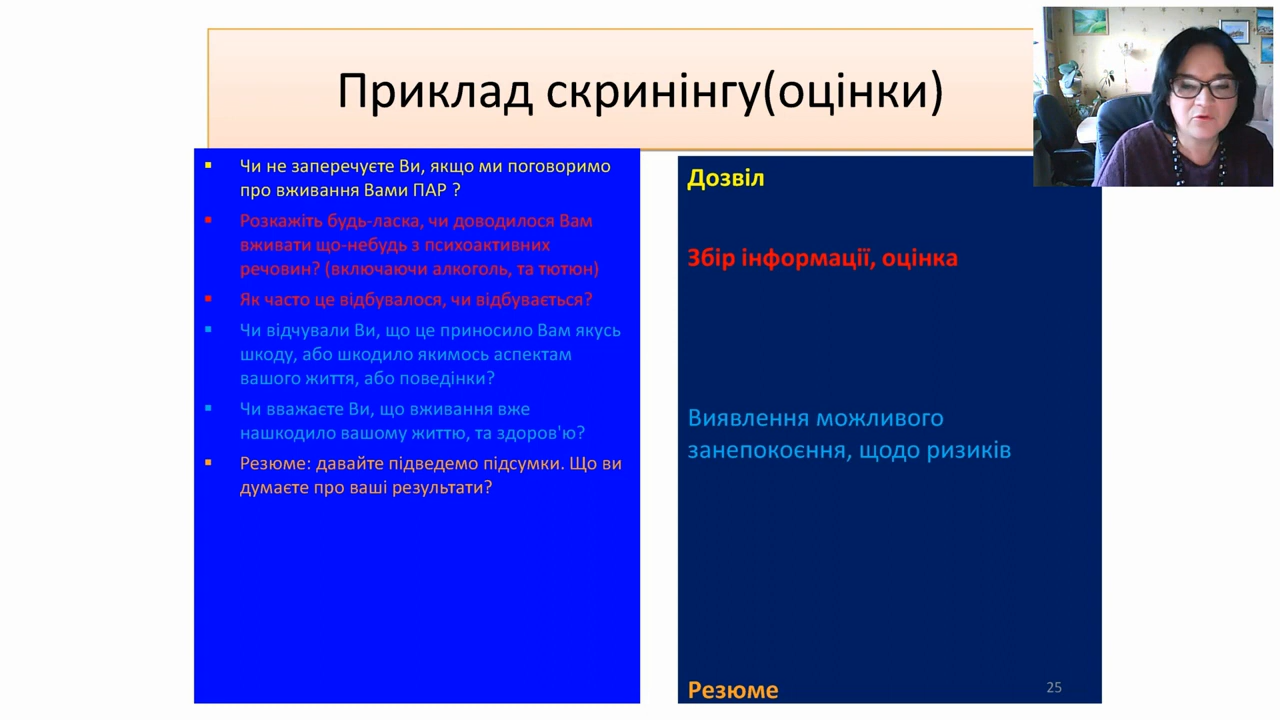 Приклад скринінгу(оцінки)
Чи не заперечуєте Ви, якщо ми поговоримо
про вживання Вами ПАР ?
Розкажіть будь-ласка, чи доводилося Вам
вживати що-небудь з психоактивних
речовин? (включаючи алкоголь, та тютюн)
Як часто це відбувалося, чи відбувається?
Чи відчували Ви, що це приносило Вам якусь
шкоду, або шкодило якимось аспектам
вашого життя, або поведінки?
Чи вважаєте Ви, що вживання вже
нашкодило вашому життю, та здоров'ю?
Резюме: давайте підведемо підсумки. Що ви
думаєте про ваші результати?
Дозвіл
Збір інформації, оцінка
Виявлення можливого
занепокоєння, щодо ризиків
Резюме
25